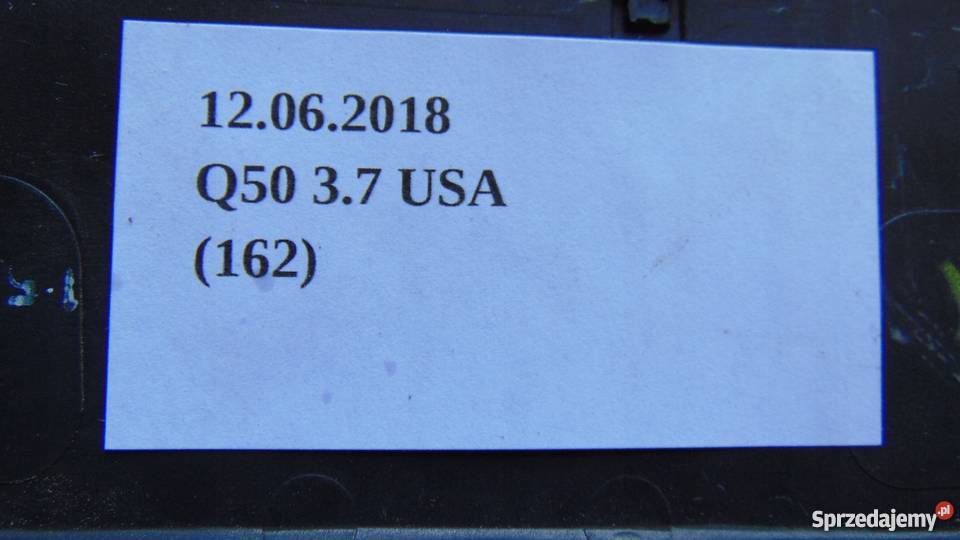 12.06.2018
Q50 3.7 USA
(162)
Sprzedajemy.pl